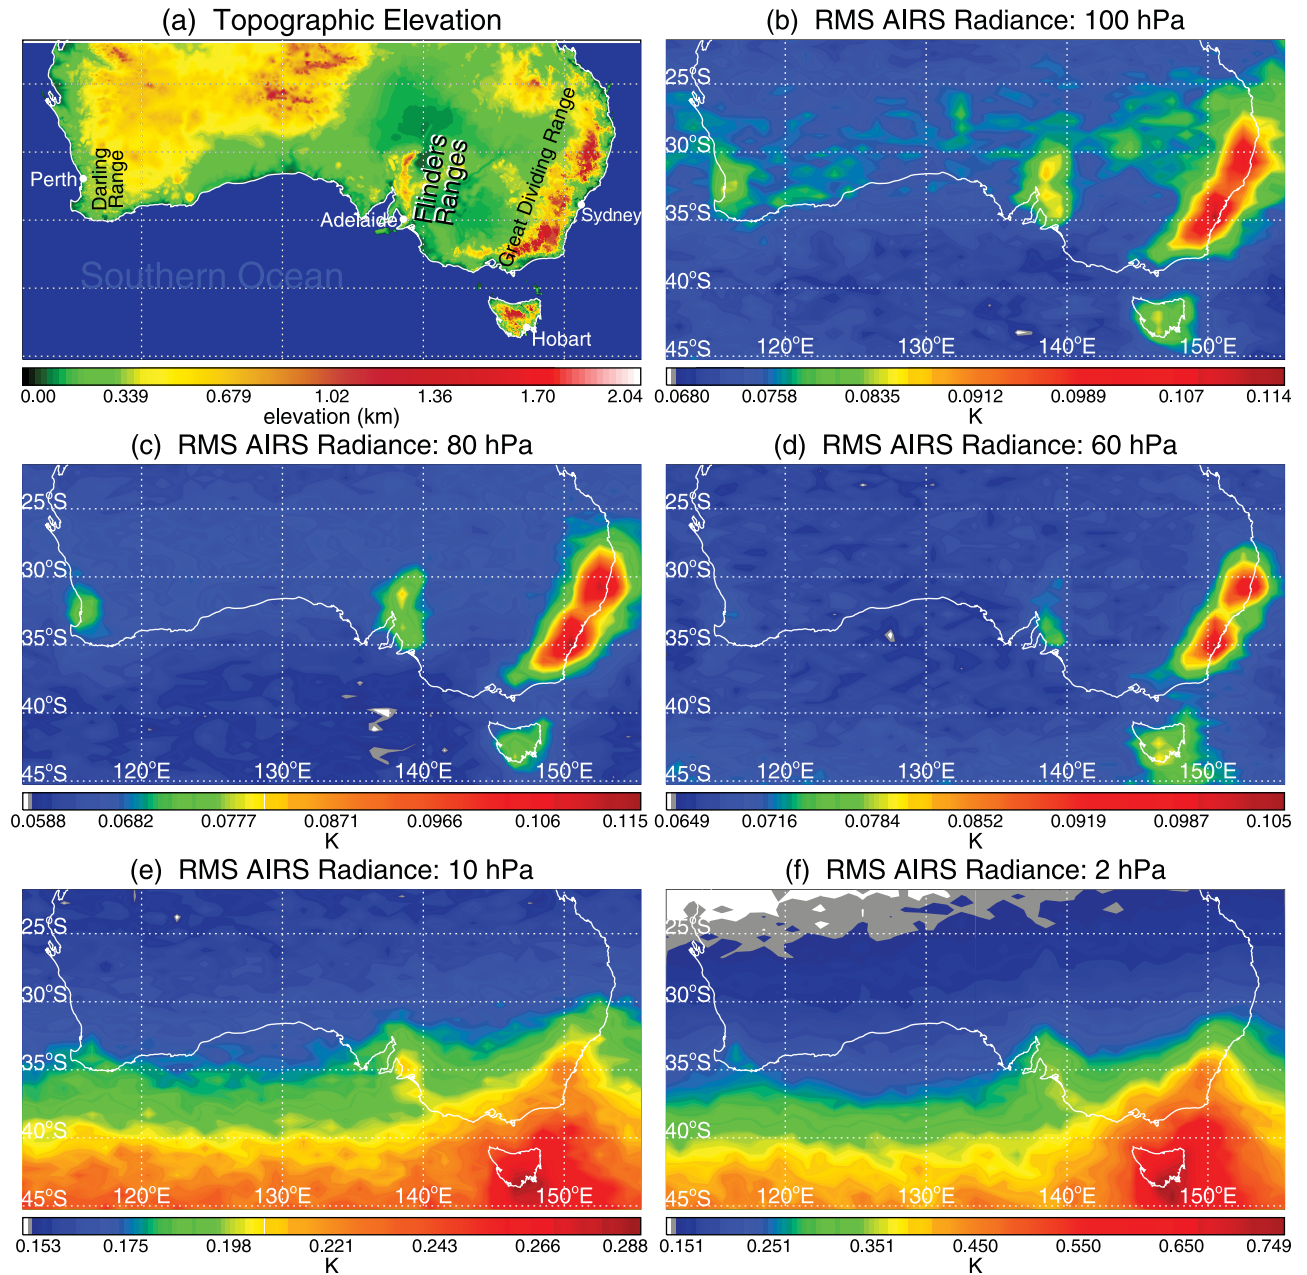 (a) Topographic Elevation
Perth
Darling
Range
Adelaide
Flinders
Ranges
Great Dividing Range
Sydney
Southern Ocean
Hobart
0.00 0.339 0.679 1.02 1.36 1.70 2.04
elevation (km)
(b) RMS AIRS Radiance: 100 hPa
25°S
30°S
35°S
40°S
45°S
120°E 130°E 140°E 150°E
0.0680 0.0758 0.0835 0.0912 0.0989 0.107 0.114
K
(c) RMS AIRS Radiance: 80 hPa
25°S
30°S
35°S
40°S
45°S
120°E 130°E 140°E 150°E
0.0588 0.0682 0.0777 0.0871 0.0966 0.106 0.115
K
(d) RMS AIRS Radiance: 60 hPa
25°S
30°S
35°S
40°S
45°S
120°E 130°E 140°E 150°E
0.0649 0.0716 0.0784 0.0852 0.0919 0.0987 0.105
K
(e) RMS AIRS Radiance: 10 hPa
25°S
30°S
35°S
40°S
45°S
120°E 130°E 140°E 150°E
0.153 0.175 0.198 0.221 0.243 0.266 0.288
K
(f) RMS AIRS Radiance: 2 hPa
25°S
30°S
35°S
40°S
45°S
120°E 130°E 140°E 150°E
0.151 0.251 0.351 0.450 0.550 0.650 0.749
K